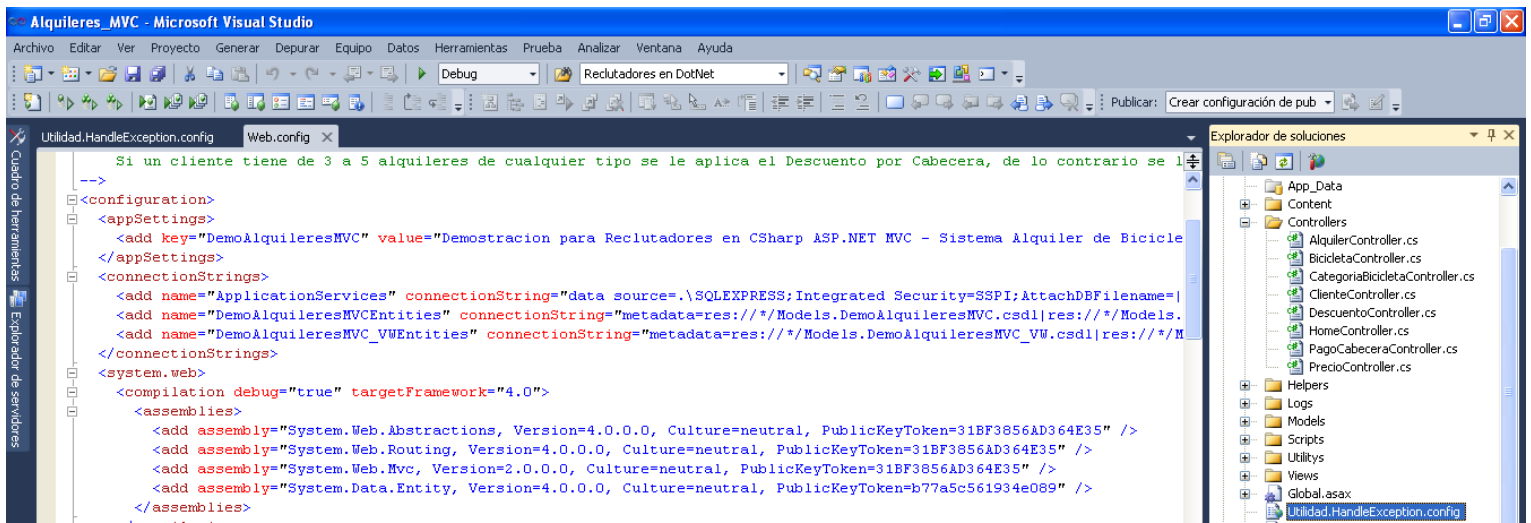 Alquileres_MVC - Microsoft Visual Studio
Archivo Editar Ver Proyecto Generar Depurar Equipo Datos Herramientas Prueba Analizar Ventana Ayuda
Debug Reclutadores en DotNet
Publicar: Crear configuración de pub
Cuadro de herramientas
Explorador de servidores
Utilidad.HandleException.config Web.config
Si un cliente tiene de 3 a 5 alquileres de cualquier tipo se le aplica el Descuento por Cabecera, de lo contrario se l
-->
<configuration>
<appSettings>
<add key="DemoAlquileresMVC" value="Demostracion para Reclutadores en CSharp ASP.NET MVC - Sistema Alquiler de Bicicle
</appSettings>
<connectionStrings>
<add name="ApplicationServices" connectionString="data source=.\SQLEXPRESS;Integrated Security=SSPI;AttachDBFilename=|
<add name="DemoAlquileresMVCEntities" connectionString="metadata=res://*/Models.DemoAlquileresMVC.csdl|res://*/Models.
<add name="DemoAlquileresMVC_VWEntities" connectionString="metadata=res://*/Models.DemoAlquileresMVC_VW.csdl|res://*/M
</connectionStrings>
<system.web>
<compilation debug="true" targetFramework="4.0">
<assemblies>
<add assembly="System.Web.Abstractions, Version=4.0.0.0, Culture=neutral, PublicKeyToken=31BF3856AD364E35" />
<add assembly="System.Web.Routing, Version=4.0.0.0, Culture=neutral, PublicKeyToken=31BF3856AD364E35" />
<add assembly="System.Web.Mvc, Version=2.0.0.0, Culture=neutral, PublicKeyToken=31BF3856AD364E35" />
<add assembly="System.Data.Entity, Version=4.0.0.0, Culture=neutral, PublicKeyToken=b77a5c561934e089" />
</assemblies>
Explorador de soluciones
App_Data
Content
Controllers
AlquilerController.cs
BicicletaController.cs
CategoriaBicicletaController.cs
ClienteController.cs
DescuentoController.cs
HomeController.cs
PagoCabeceraController.cs
PrecioController.cs
Helpers
Logs
Models
Scripts
Utilitys
Views
Global.asax
Utilidad.HandleException.config